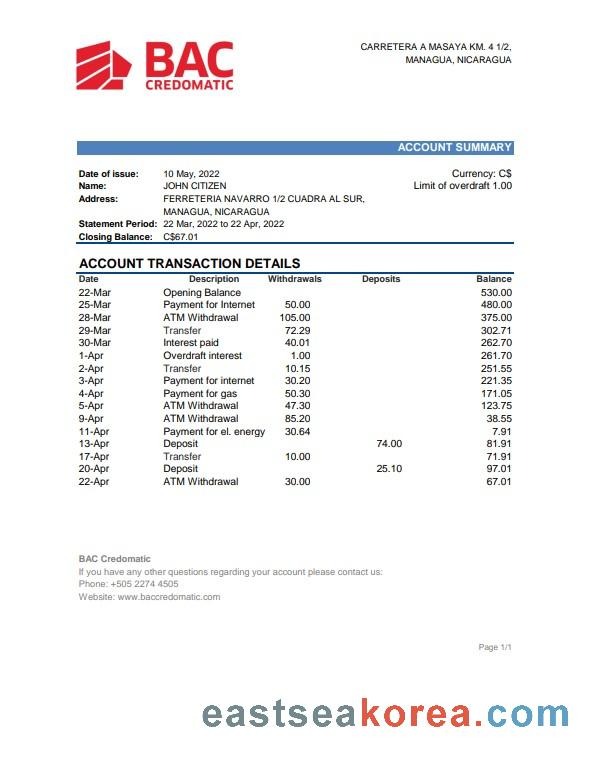 BAC
CREDOMATIC
CARRETERA A MASAYA KM. 4 1/2,
MANAGUA, NICARAGUA
ACCOUNT SUMMARY
Date of issue: 10 May, 2022
Currency: C$
Name: JOHN CITIZEN
Limit of overdraft 1.00
Address: FERRETERIA NAVARRO 1/2 CUADRA AL SUR,
MANAGUA, NICARAGUA
Statement Period: 22 Mar, 2022 to 22 Apr, 2022
Closing Balance: C$67.01
ACCOUNT TRANSACTION DETAILS
Date Description Withdrawals Deposits Balance
22-Mar Opening Balance 530.00
25-Mar Payment for Internet 50.00 480.00
28-Mar ATM Withdrawal 105.00 375.00
29-Mar Transfer 72.29 302.71
30-Mar Interest paid 40.01 262.70
1-Apr Overdraft interest 1.00 261.70
2-Apr Transfer 10.15 251.55
3-Apr Payment for internet 30.20 221.35
4-Apr Payment for gas 50.30 171.05
5-Apr ATM Withdrawal 47.30 123.75
9-Apr ATM Withdrawal 85.20 38.55
11-Apr Payment for el. energy 30.64 7.91
13-Apr Deposit 74.00 81.91
17-Apr Transfer 10.00 71.91
20-Apr Deposit 25.10 97.01
22-Apr ATM Withdrawal 30.00 67.01
BAC Credomatic
If you have any other questions regarding your account please contact us:
Phone: +505 2274 4505
Website: www.baccredomatic.com
Page 1/1
eastseakorea.com